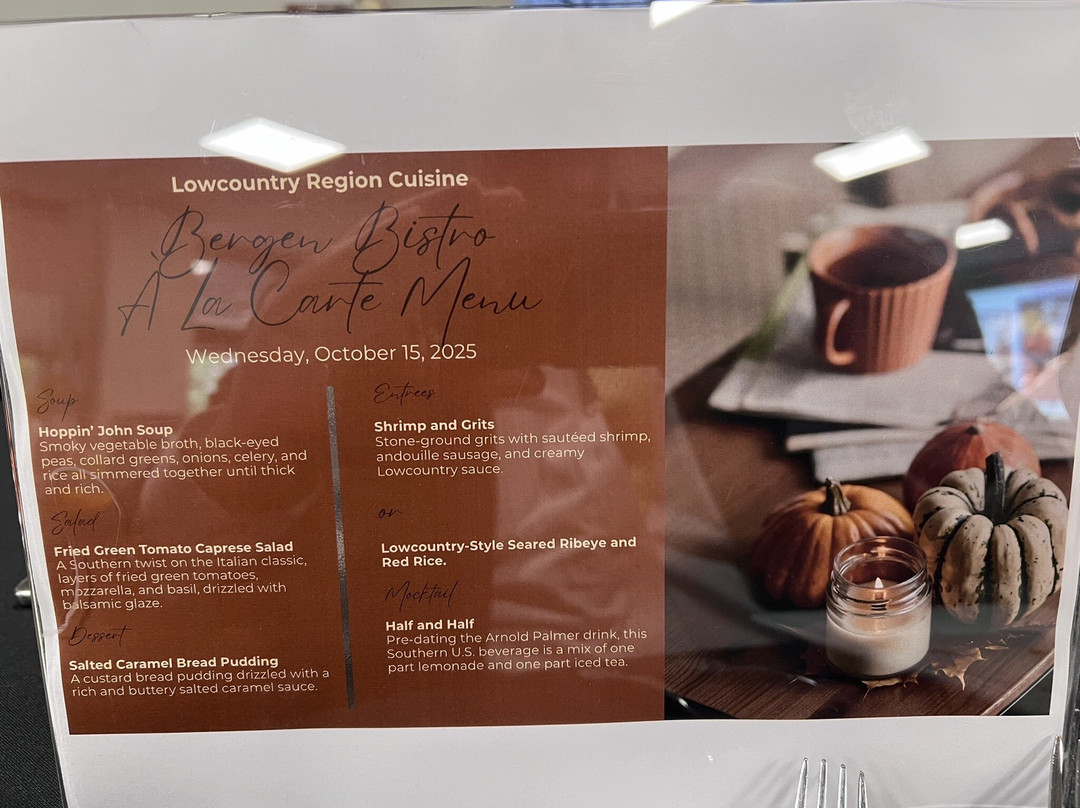 Lowcountry Region Cuisine
Bergen Bistro
À La Carte Menu
Wednesday, October 15, 2025
Soup
Hoppin' John Soup
Smoky vegetable broth, black-eyed
peas, collard greens, onions, celery, and
rice all simmered together until thick
and rich.
Salad
Fried Green Tomato Caprese Salad
A Southern twist on the Italian classic,
layers of fried green tomatoes,
mozzarella, and basil, drizzled with
balsamic glaze.
Dessert
Salted Caramel Bread Pudding
A custard bread pudding drizzled with a
rich and buttery salted caramel sauce.
Entrees
Shrimp and Grits
Stone-ground grits with sautéed shrimp,
andouille sausage, and creamy
Lowcountry sauce.
or
Lowcountry-Style Seared Ribeye and
Red Rice.
Mocktail
Half and Half
Pre-dating the Arnold Palmer drink, this
Southern U.S. beverage is a mix of one
part lemonade and one part iced tea.